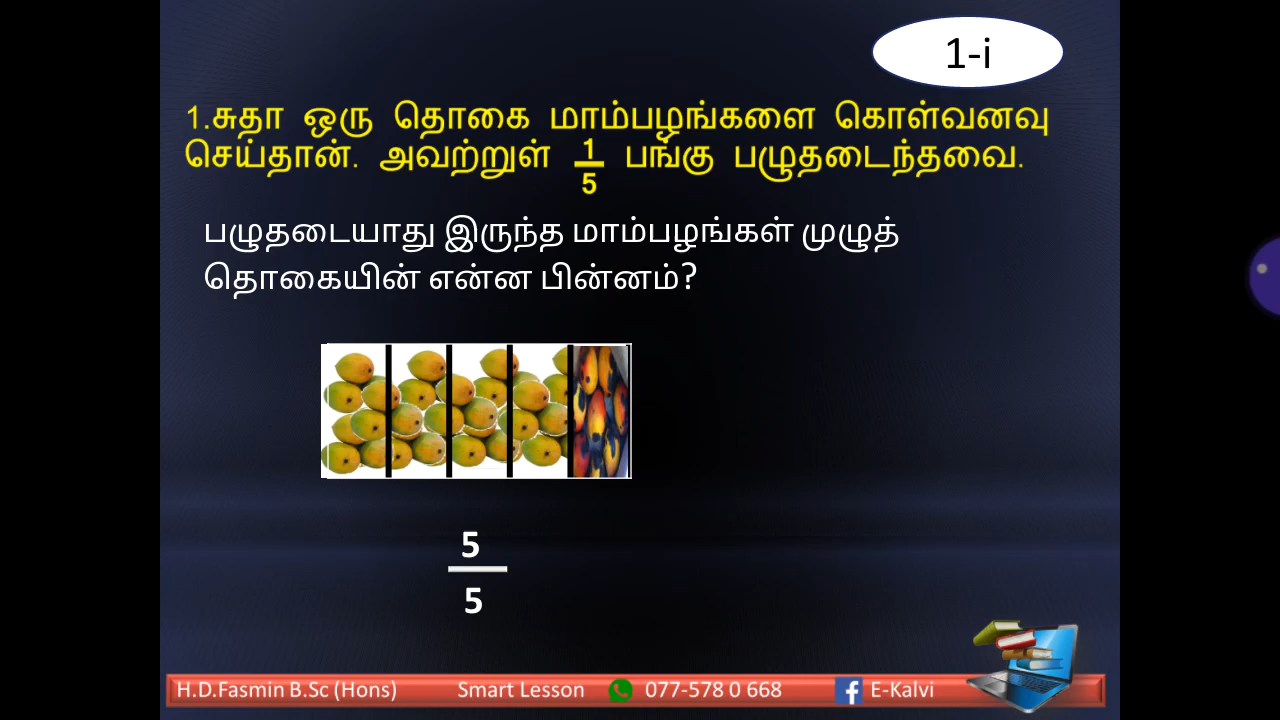 1-i
1.சுதா ஒரு தொகை மாம்பழங்களை கொள்வனவு
செய்தான். அவற்றுள் 1/5 பங்கு பழுதடைந்தவை.
பழுதடையாது இருந்த மாம்பழங்கள் முழுத்
தொகையின் என்ன பின்னம்?
5
5
H.D.Fasmin B.Sc (Hons) Smart Lesson 077-578 0 668 E-Kalvi